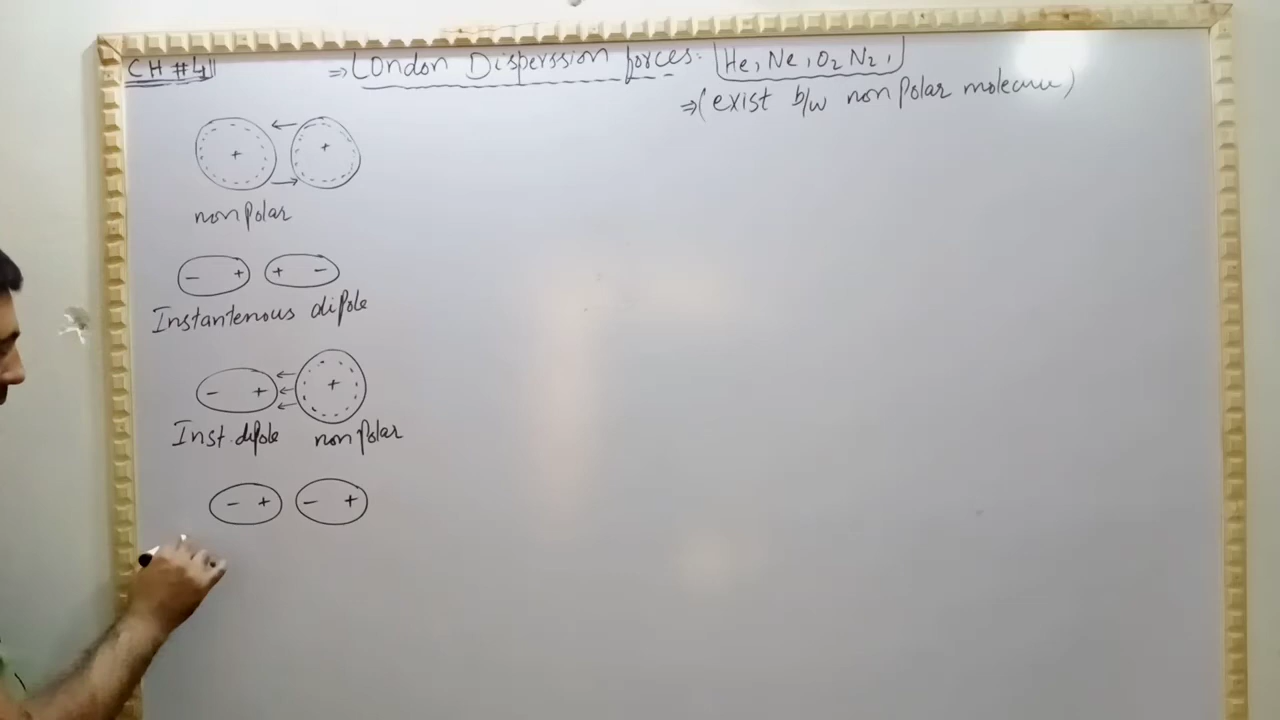 CH #4
⇒ London Disperssion forces: He, Ne, O2 N2,
⇒ (exist b/w non polar molecule)
+ +
non polar
- + + -
Instantenous dipole
- + +
Inst. dipole non polar
- + - +